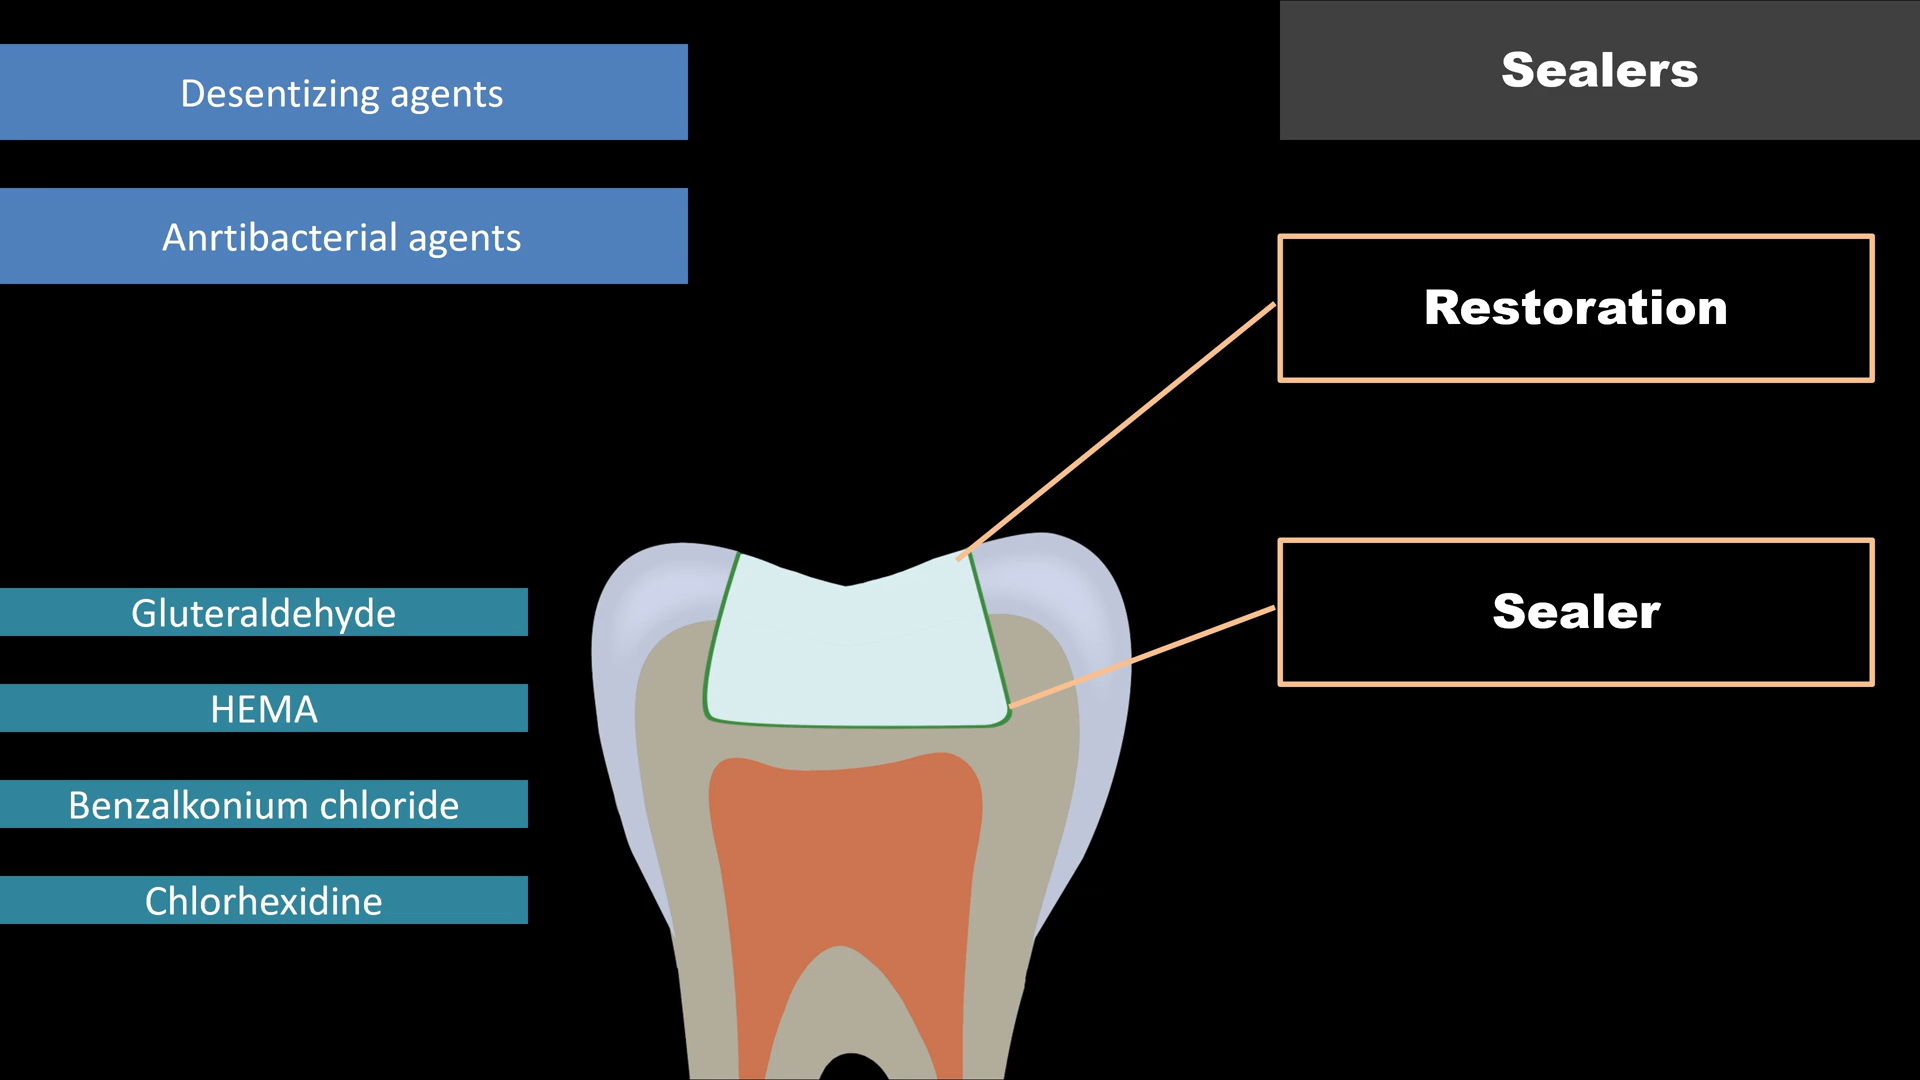 Desentizing agents
Anrtibacterial agents
Sealers
Restoration
Sealer
Gluteraldehyde
HEMA
Benzalkonium chloride
Chlorhexidine